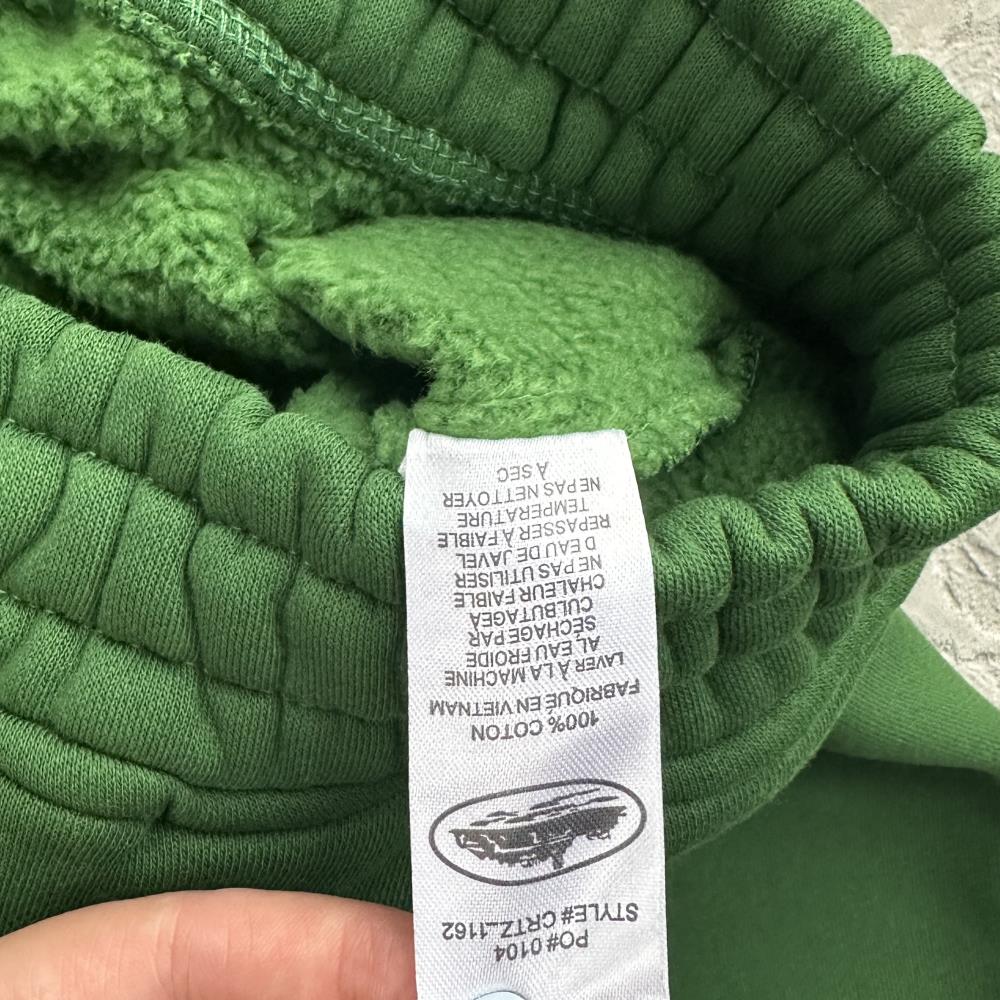 PO# 0104
STYLE# CRTZ_1162
100% COTON
FABRIQUÉ EN VIETNAM
LAVER À LA MACHINE
AL EAU FROIDE
SÉCHAGE PAR
CULBUTAGEA
CHALEUR FAIBLE
NE PAS UTILISER
D EAU DE JAVEL
REPASSER À FAIBLE
TEMPERATURE
NE PAS NETTOYER
À SEC